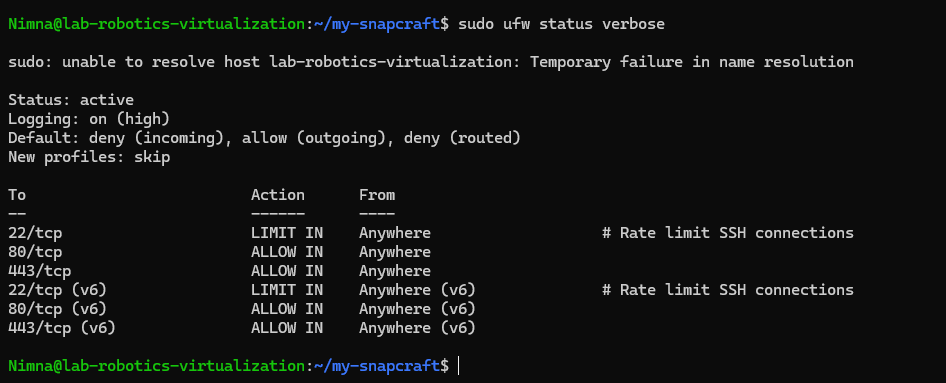 Nimna@lab-robotics-virtualization:~/my-snapcraft$ sudo ufw status verbose
sudo: unable to resolve host lab-robotics-virtualization: Temporary failure in name resolution
Status: active
Logging: on (high)
Default: deny (incoming), allow (outgoing), deny (routed)
New profiles: skip
To                         Action      From
--                         ------      ----
22/tcp                     LIMIT IN    Anywhere                   # Rate limit SSH connections
80/tcp                     ALLOW IN    Anywhere
443/tcp                    ALLOW IN    Anywhere
22/tcp (v6)                LIMIT IN    Anywhere (v6)              # Rate limit SSH connections
80/tcp (v6)                ALLOW IN    Anywhere (v6)
443/tcp (v6)               ALLOW IN    Anywhere (v6)
Nimna@lab-robotics-virtualization:~/my-snapcraft$